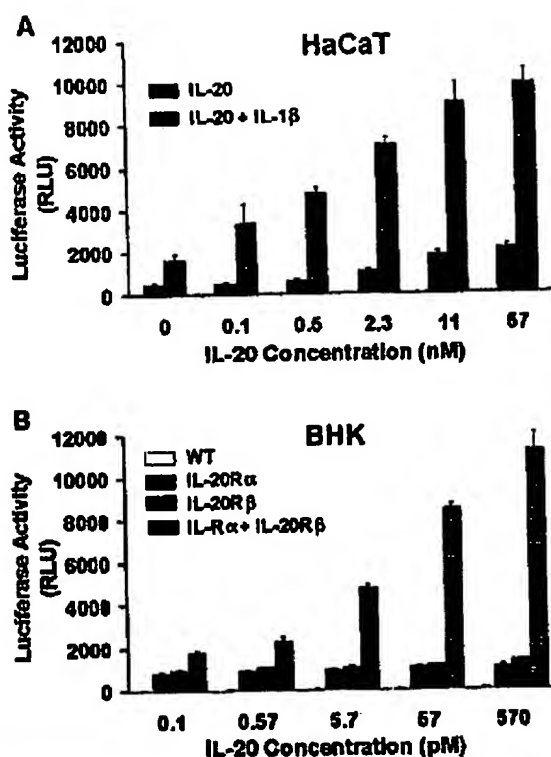 A
HaCaT
12000
10000
8000
6000
4000
2000
0
Luciferase Activity
(RLU)
IL-20
IL-20 + IL-1β
0 0.1 0.5 2.3 11 57
IL-20 Concentration (nM)
B
BHK
12000
10000
8000
6000
4000
2000
0
Luciferase Activity
(RLU)
WT
IL-20Rα
IL-20Rβ
IL-Rα + IL-20Rβ
0.1 0.57 5.7 57 570
IL-20 Concentration (pM)